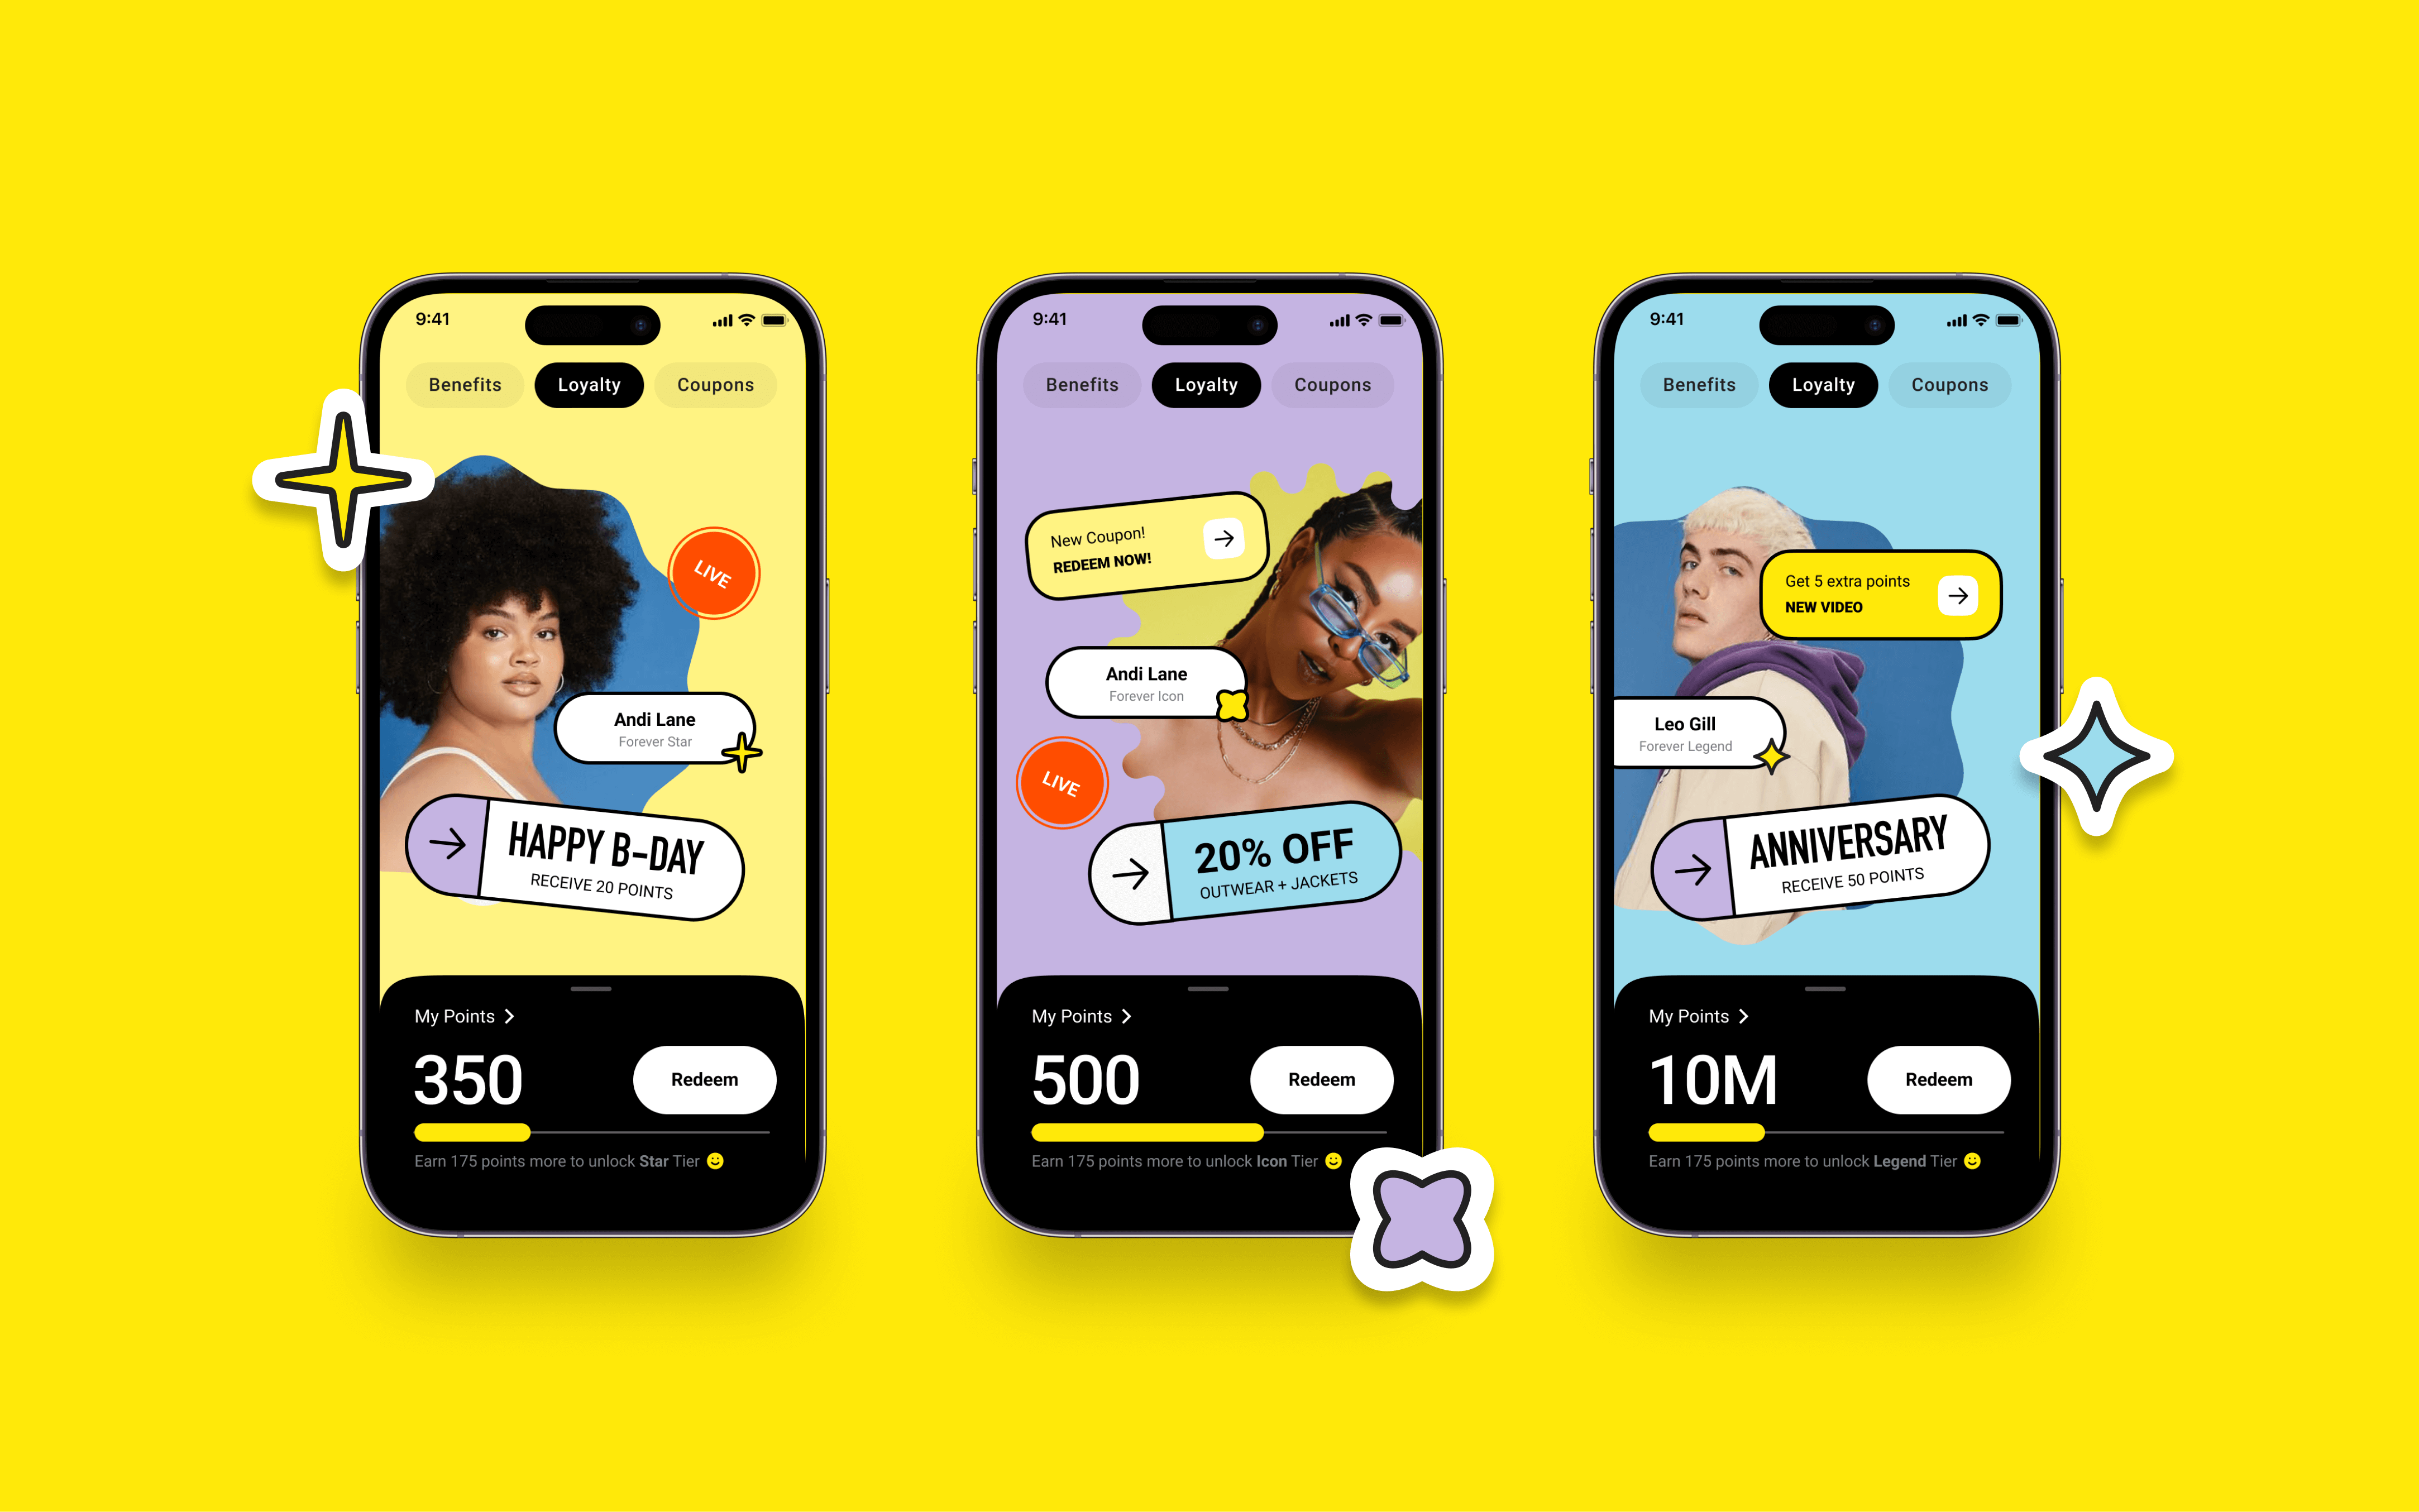 9:41
Benefits
Loyalty
Coupons
LIVE
Andi Lane
Forever Star
HAPPY B-DAY
RECEIVE 20 POINTS
My Points
350
Redeem
Earn 175 points more to unlock Star Tier
9:41
Benefits
Loyalty
Coupons
New Coupon!
REDEEM NOW!
Andi Lane
Forever Icon
LIVE
20% OFF
OUTWEAR + JACKETS
My Points
500
Redeem
Earn 175 points more to unlock Icon Tier
9:41
Benefits
Loyalty
Coupons
Get 5 extra points
NEW VIDEO
Leo Gill
Forever Legend
ANNIVERSARY
RECEIVE 50 POINTS
My Points
10M
Redeem
Earn 175 points more to unlock Legend Tier